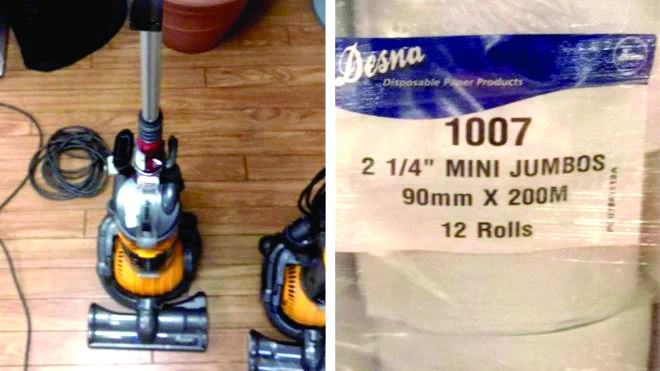 Desna
Disposable Paper Products
1007
2 1/4" MINI JUMBOS
90mm X 200M
12 Rolls